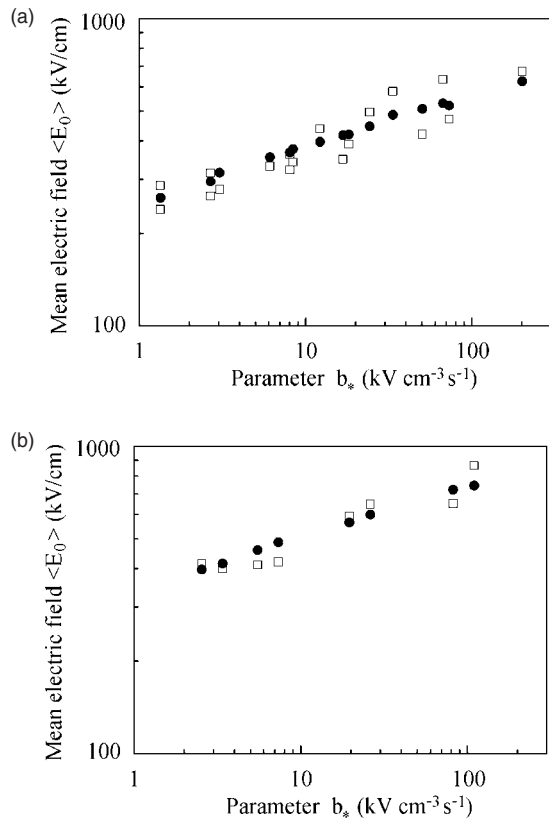 (a)
1000
Mean electric field <E0> (kV/cm)
100
1
10
100
Parameter b* (kV cm-3 s-1)
(b)
1000
Mean electric field <E0> (kV/cm)
100
1
10
100
Parameter b* (kV cm-3 s-1)